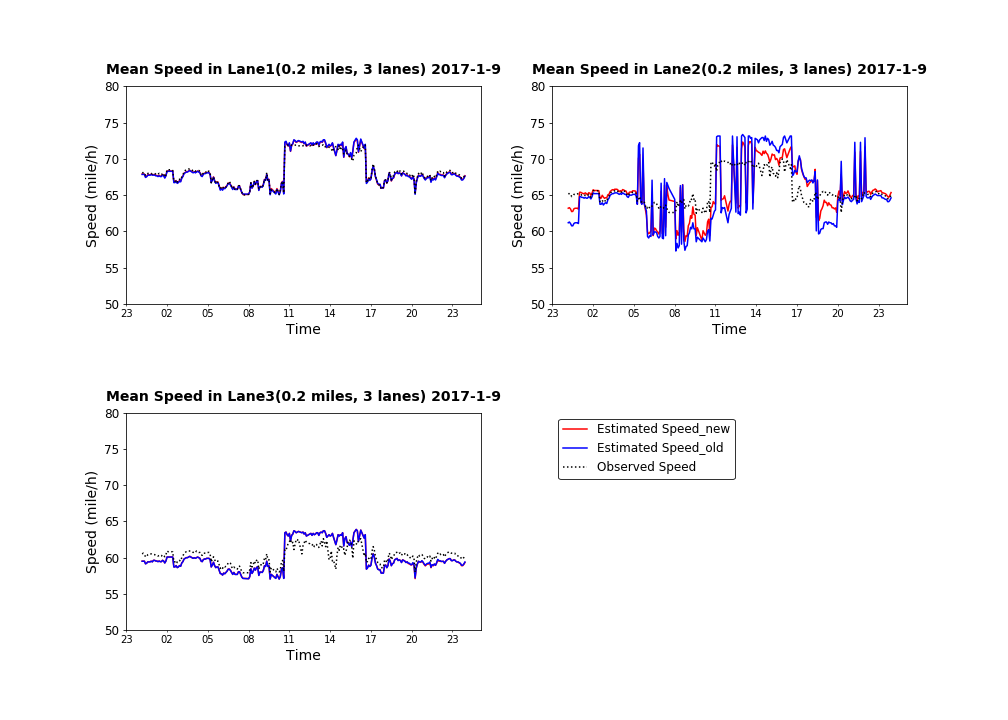 Mean Speed in Lane1(0.2 miles, 3 lanes) 2017-1-9
80
75
70
65
60
55
50
Speed (mile/h)
23 02 05 08 11 14 17 20 23
Time
Mean Speed in Lane2(0.2 miles, 3 lanes) 2017-1-9
80
75
70
65
60
55
50
Speed (mile/h)
23 02 05 08 11 14 17 20 23
Time
Mean Speed in Lane3(0.2 miles, 3 lanes) 2017-1-9
80
75
70
65
60
55
50
Speed (mile/h)
23 02 05 08 11 14 17 20 23
Time
Estimated Speed_new
Estimated Speed_old
Observed Speed